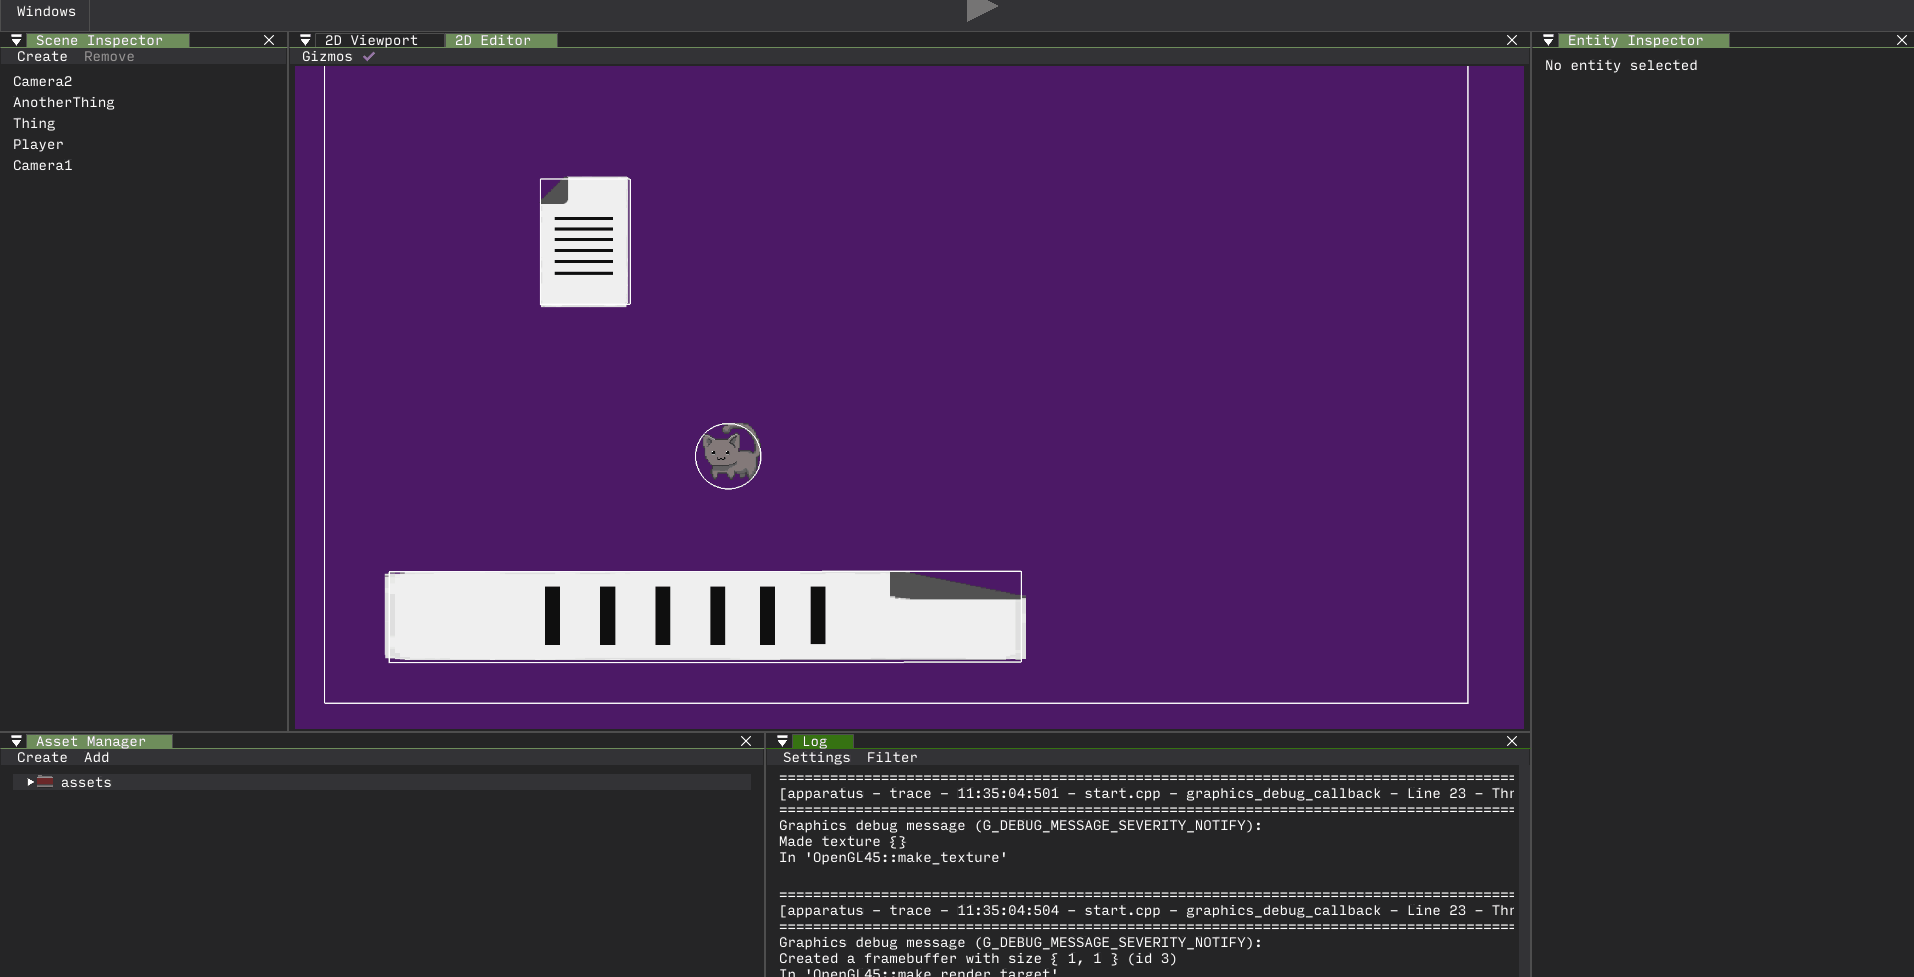 Windows
Scene Inspector
Create Remove
Camera2
AnotherThing
Thing
Player
Camera1
2D Viewport 2D Editor
Gizmos
Entity Inspector
No entity selected
Asset Manager
Create Add
assets
Log
Settings Filter
=======================================================================================
[apparatus - trace - 11:35:04:501 - start.cpp - graphics_debug_callback - Line 23 - Thr
=======================================================================================
Graphics debug message (G_DEBUG_MESSAGE_SEVERITY_NOTIFY):
Made texture {}
In 'OpenGL45::make_texture'
=======================================================================================
[apparatus - trace - 11:35:04:504 - start.cpp - graphics_debug_callback - Line 23 - Thr
=======================================================================================
Graphics debug message (G_DEBUG_MESSAGE_SEVERITY_NOTIFY):
Created a framebuffer with size { 1, 1 } (id 3)
In 'OpenGL45::make_render_target'